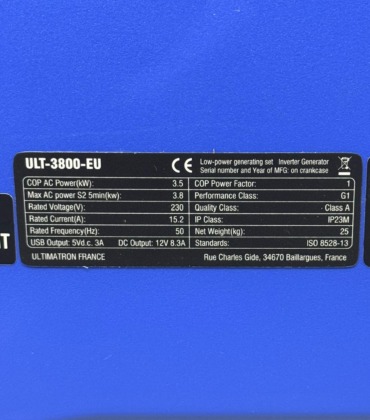 ULT-3800-EU
CE Low-power generating set Inverter Generator
Serial number and Year of MFG: on crankcase
COP AC Power(kW): 3.5 COP Power Factor: 1
Max AC power S2 5min(kw): 3.8 Performance Class: G1
Rated Voltage(V): 230 Quality Class: Class A
Rated Current(A): 15.2 IP Class: IP23M
Rated Frequency(Hz): 50 Net Weight(kg): 25
USB Output: 5Vd.c. 3A DC Output: 12V 8.3A Standards: ISO 8528-13
ULTIMATRON FRANCE Rue Charles Gide, 34670 Baillargues, France